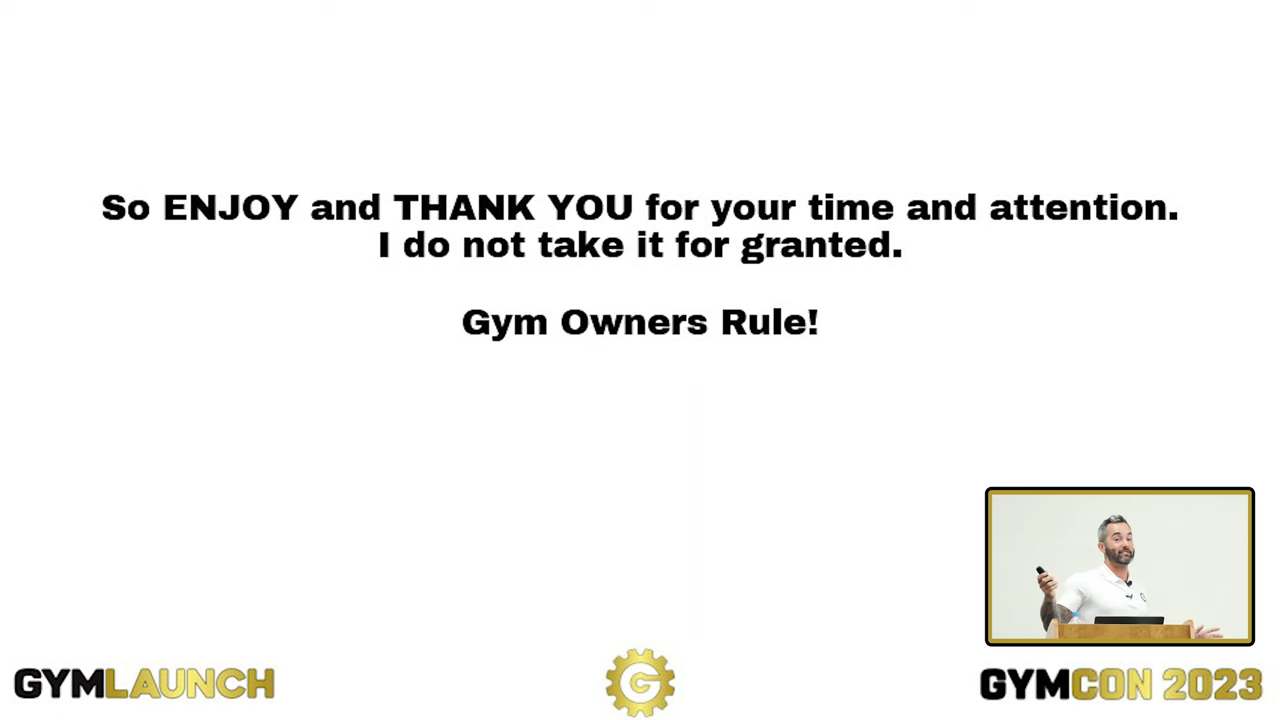 So ENJOY and THANK YOU for your time and attention.
I do not take it for granted.
Gym Owners Rule!
GYMLAUNCH
G
GYMCON 2023